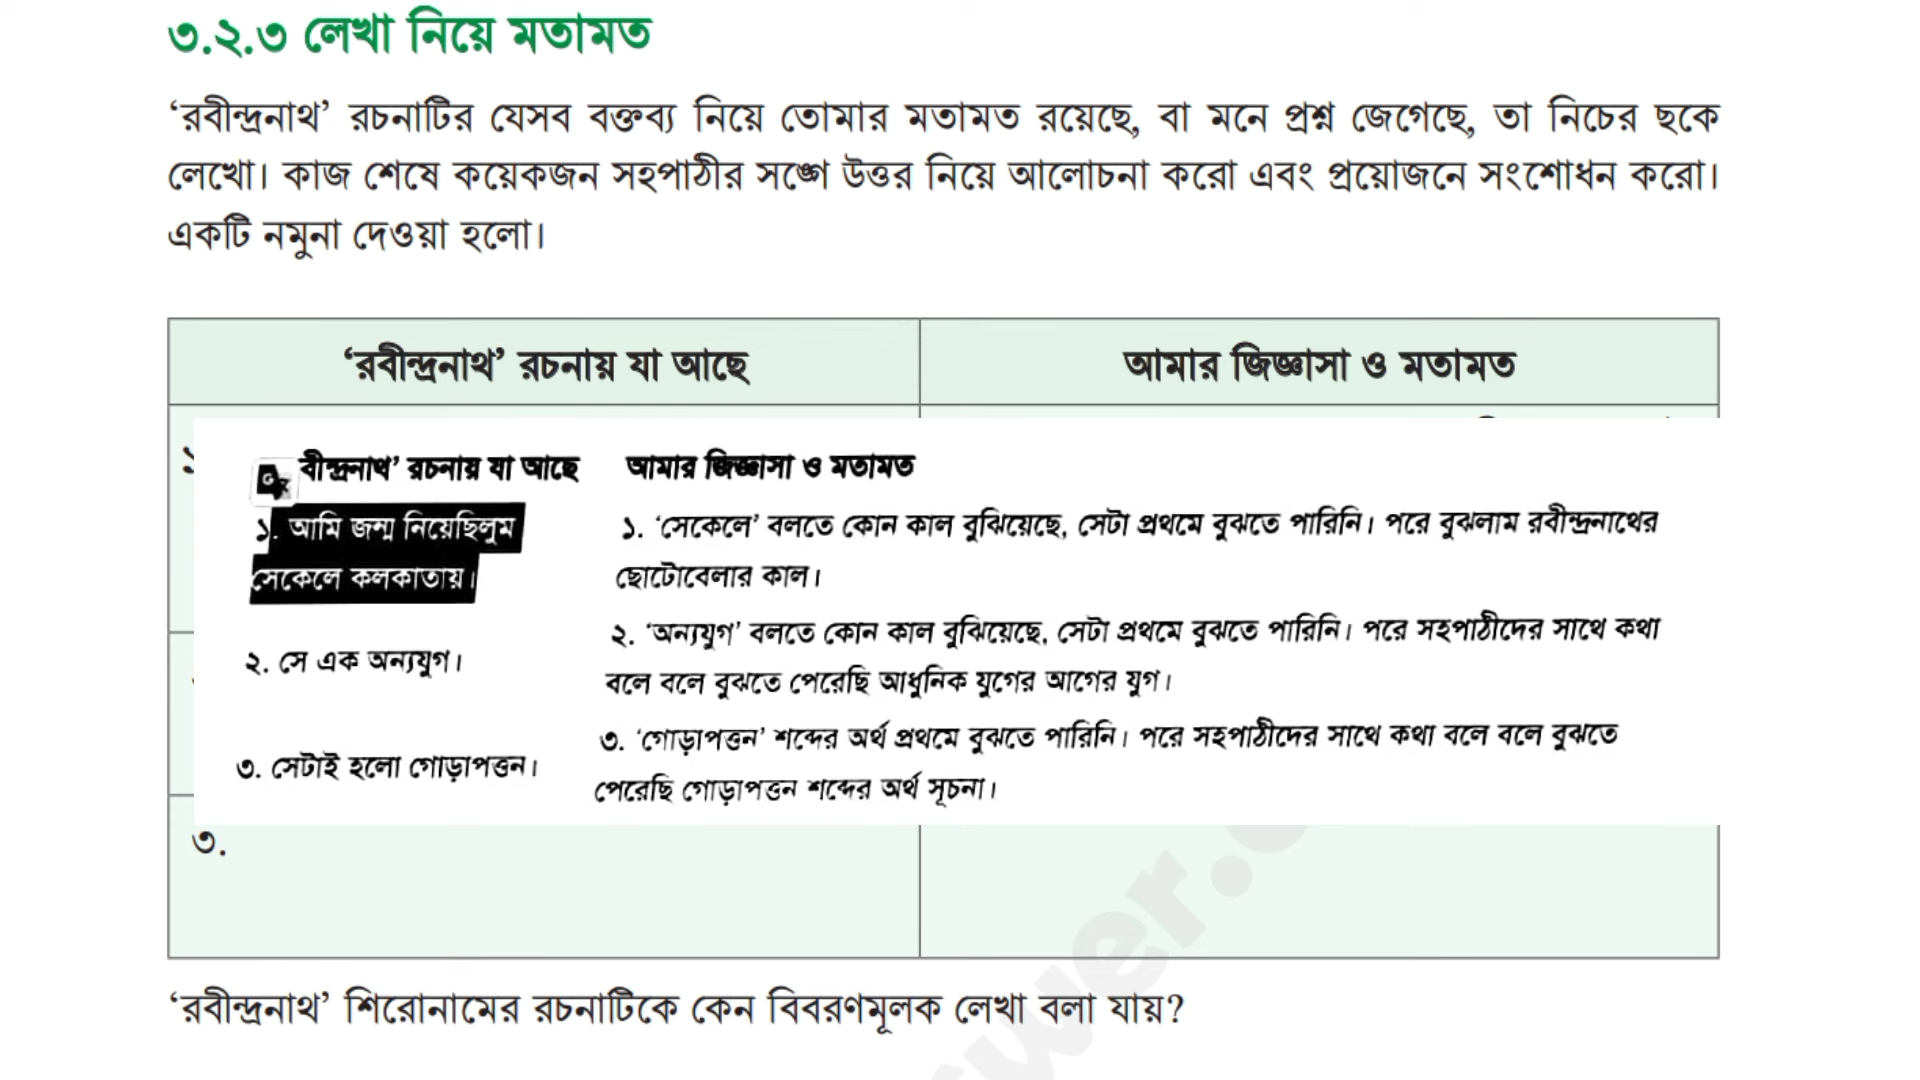 ৩.২.৩ লেখা নিয়ে মতামত
‘রবীন্দ্রনাথ’ রচনাটির যেসব বক্তব্য নিয়ে তোমার মতামত রয়েছে, বা মনে প্রশ্ন জেগেছে, তা নিচের ছকে
লেখো। কাজ শেষে কয়েকজন সহপাঠীর সঙ্গে উত্তর নিয়ে আলোচনা করো এবং প্রয়োজনে সংশোধন করো।
একটি নমুনা দেওয়া হলো।
‘রবীন্দ্রনাথ’ রচনায় যা আছে
আমার জিজ্ঞাসা ও মতামত
বীন্দ্রনাথ’ রচনায় যা আছে
আমার জিজ্ঞাসা ও মতামত
১. আমি জন্ম নিয়েছিলুম
সেকেলে কলকাতায়।
১. ‘সেকেলে’ বলতে কোন কাল বুঝিয়েছে, সেটা প্রথমে বুঝতে পারিনি। পরে বুঝলাম রবীন্দ্রনাথের
ছোটোবেলার কাল।
২. সে এক অন্যযুগ।
২. ‘অন্যযুগ’ বলতে কোন কাল বুঝিয়েছে, সেটা প্রথমে বুঝতে পারিনি। পরে সহপাঠীদের সাথে কথা
বলে বলে বুঝতে পেরেছি আধুনিক যুগের আগের যুগ।
৩. সেটাই হলো গোড়াপত্তন।
৩. ‘গোড়াপত্তন’ শব্দের অর্থ প্রথমে বুঝতে পারিনি। পরে সহপাঠীদের সাথে কথা বলে বলে বুঝতে
পেরেছি গোড়াপত্তন শব্দের অর্থ সূচনা।
৩.
‘রবীন্দ্রনাথ’ শিরোনামের রচনাটিকে কেন বিবরণমূলক লেখা বলা যায়?